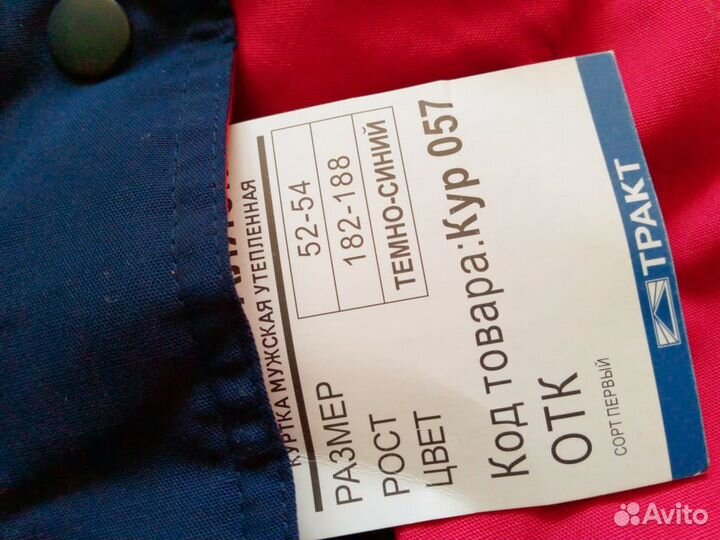 КУРТКА МУЖСКАЯ УТЕПЛЕННАЯ
РАЗМЕР 52-54
РОСТ 182-188
ЦВЕТ ТЕМНО-СИНИЙ
Код товара:Кур 057
ОТК
СОРТ ПЕРВЫЙ
ТРАКТ
Avito